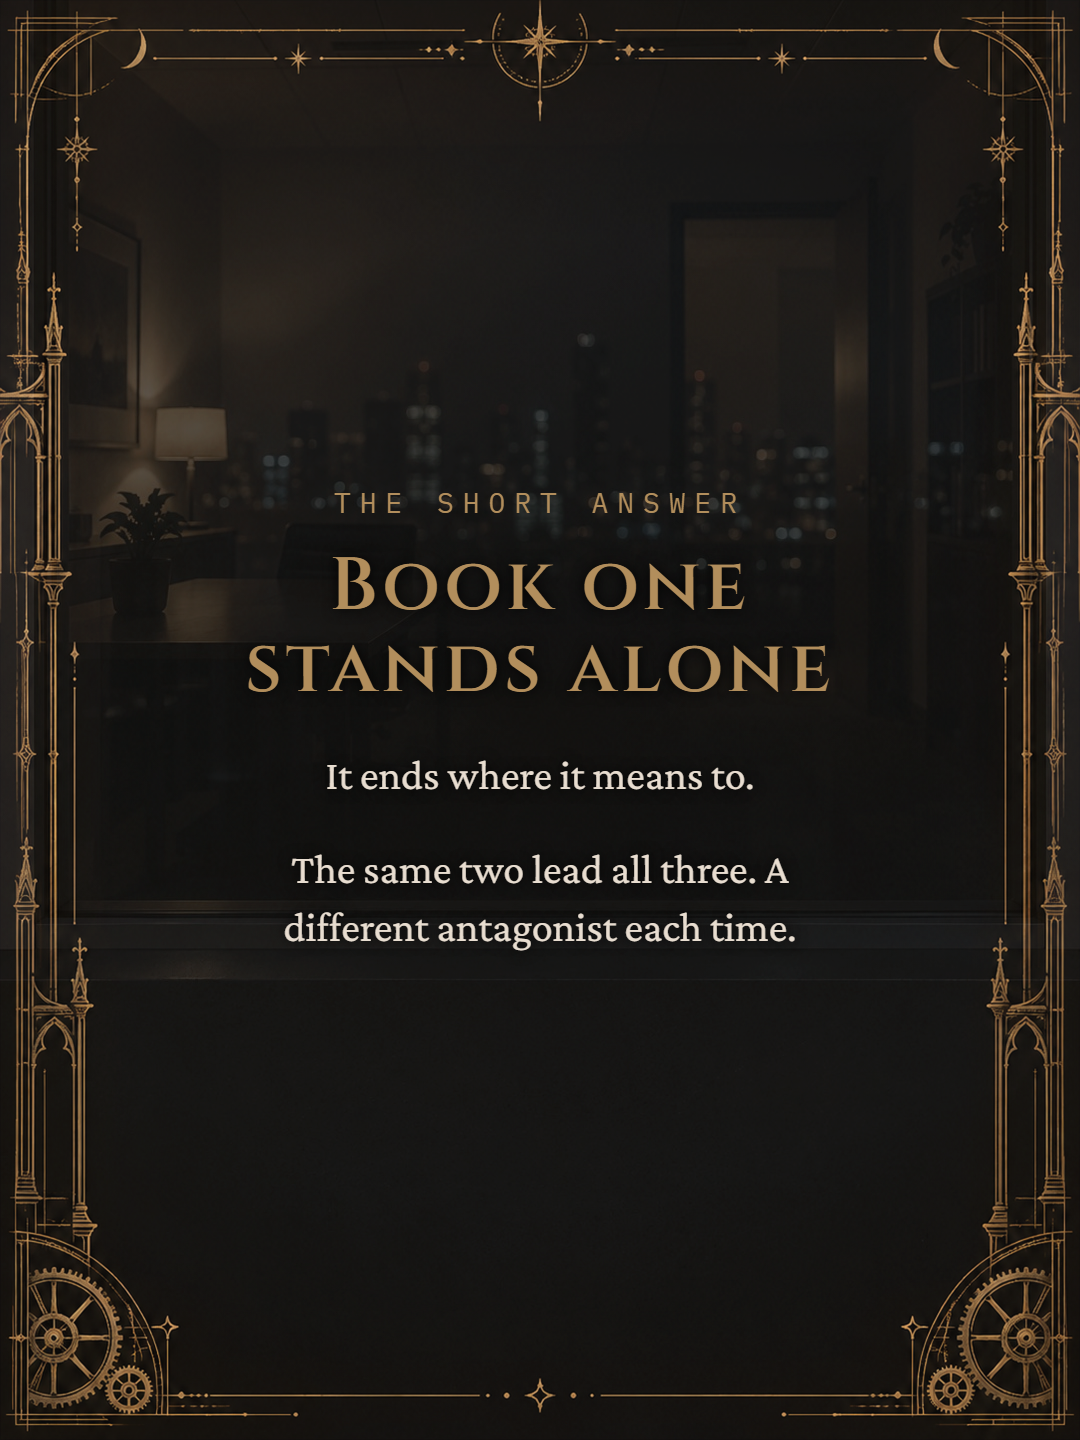 THE SHORT ANSWER
BOOK ONE
STANDS ALONE
It ends where it means to.
The same two lead all three. A
different antagonist each time.